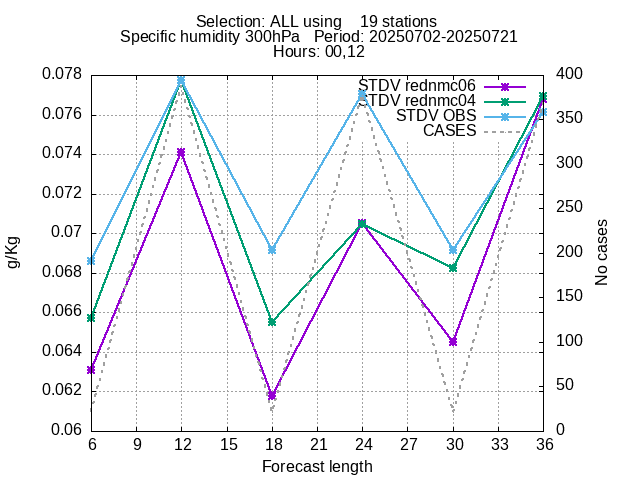 Selection: ALL using    19 stations
Specific humidity 300hPa   Period: 20250702-20250721
Hours: 00,12
STDV rednmc06
STDV rednmc04
STDV OBS
CASES
g/Kg
0.078
0.076
0.074
0.072
0.07
0.068
0.066
0.064
0.062
0.06
400
350
300
250
200
150
100
50
0
No cases
6 9 12 15 18 21 24 27 30 33 36
Forecast length